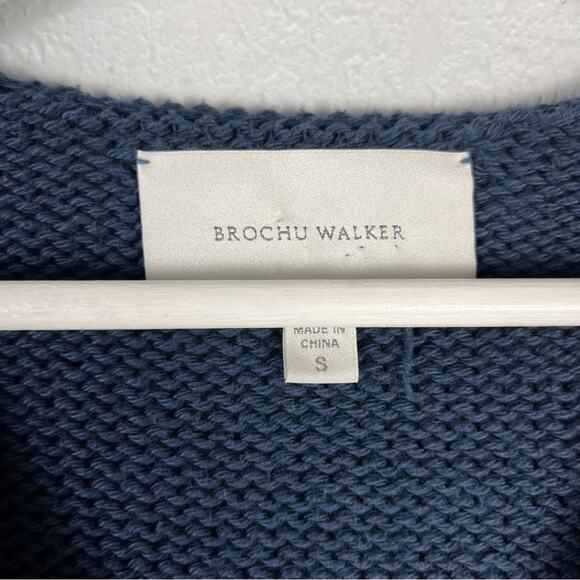 BROCHU WALKER
MADE IN
CHINA
S